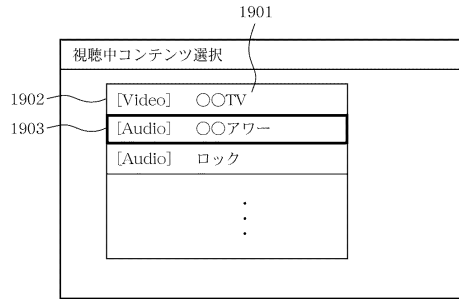 1901
視聴中コンテンツ選択
1902 [Video] ○○TV
1903 [Audio] ○○アワー
[Audio] ロック